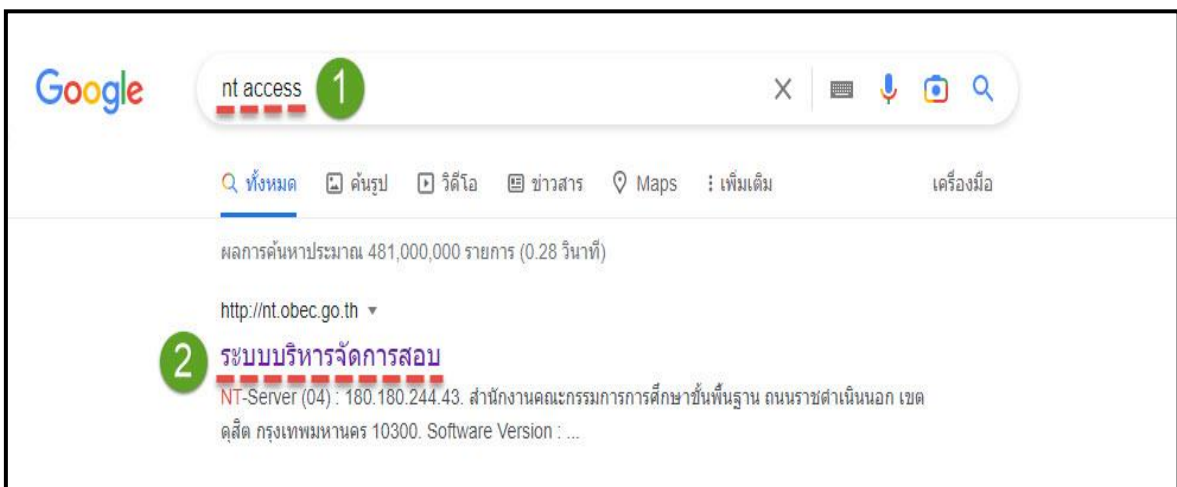 Google nt access 1
ทั้งหมด ค้นรูป วิดีโอ ข่าวสาร Maps เพิ่มเติม เครื่องมือ
ผลการค้นหาประมาณ 481,000,000 รายการ (0.28 วินาที)
http://nt.obec.go.th
2 ระบบบริหารจัดการสอบ
NT-Server (04) : 180.180.244.43. สำนักงานคณะกรรมการการศึกษาขั้นพื้นฐาน ถนนราชดำเนินนอก เขต
ดุสิต กรุงเทพมหานคร 10300. Software Version : ...